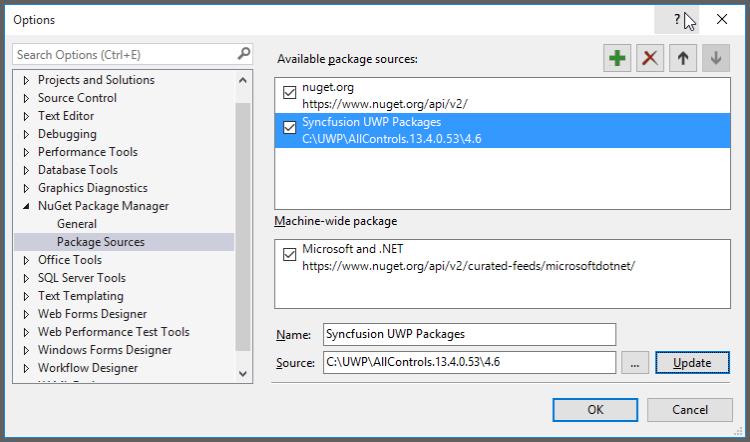 Options
?
Search Options (Ctrl+E)
Projects and Solutions
Source Control
Text Editor
Debugging
Performance Tools
Database Tools
Graphics Diagnostics
NuGet Package Manager
General
Package Sources
Office Tools
SQL Server Tools
Text Templating
Web Forms Designer
Web Performance Test Tools
Windows Forms Designer
Workflow Designer
Available package sources:
nuget.org
https://www.nuget.org/api/v2/
Syncfusion UWP Packages
C:\UWP\AllControls.13.4.0.53\4.6
Machine-wide package
Microsoft and .NET
https://www.nuget.org/api/v2/curated-feeds/microsoftdotnet/
Name: Syncfusion UWP Packages
Source: C:\UWP\AllControls.13.4.0.53\4.6 ... Update
OK Cancel